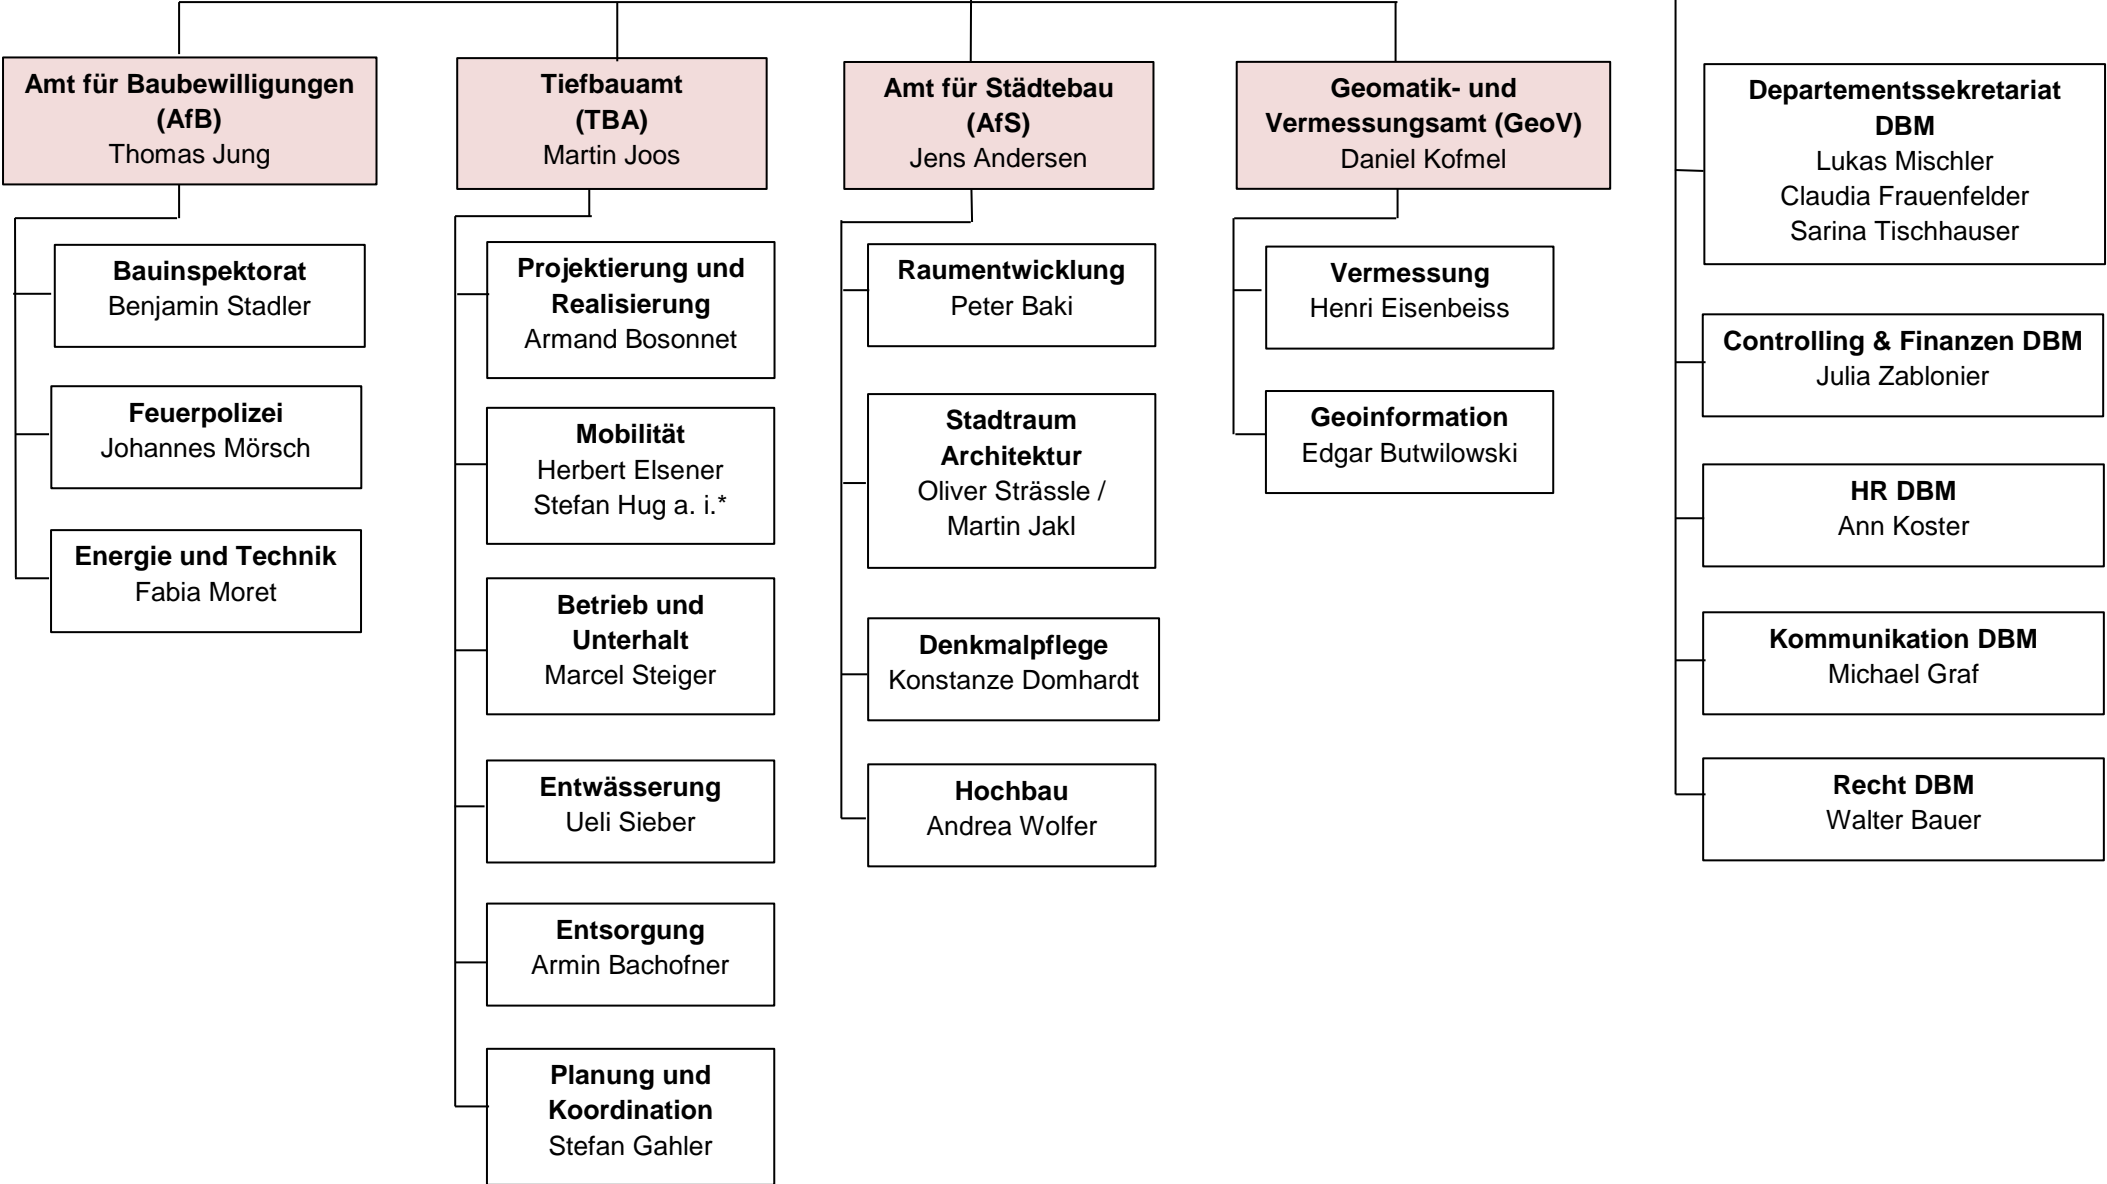 Amt für Baubewilligungen
(AfB)
Thomas Jung
Bauinspektorat
Benjamin Stadler
Feuerpolizei
Johannes Mörsch
Energie und Technik
Fabia Moret
Tiefbauamt
(TBA)
Martin Joos
Projektierung und
Realisierung
Armand Bosonnet
Mobilität
Herbert Elsener
Stefan Hug a. i.*
Betrieb und
Unterhalt
Marcel Steiger
Entwässerung
Ueli Sieber
Entsorgung
Armin Bachofner
Planung und
Koordination
Stefan Gahler
Amt für Städtebau
(AfS)
Jens Andersen
Raumentwicklung
Peter Baki
Stadtraum
Architektur
Oliver Strässle /
Martin Jakl
Denkmalpflege
Konstanze Domhardt
Hochbau
Andrea Wolfer
Geomatik- und
Vermessungsamt (GeoV)
Daniel Kofmel
Vermessung
Henri Eisenbeiss
Geoinformation
Edgar Butwilowski
Departementssekretariat
DBM
Lukas Mischler
Claudia Frauenfelder
Sarina Tischhauser
Controlling & Finanzen DBM
Julia Zablonier
HR DBM
Ann Koster
Kommunikation DBM
Michael Graf
Recht DBM
Walter Bauer